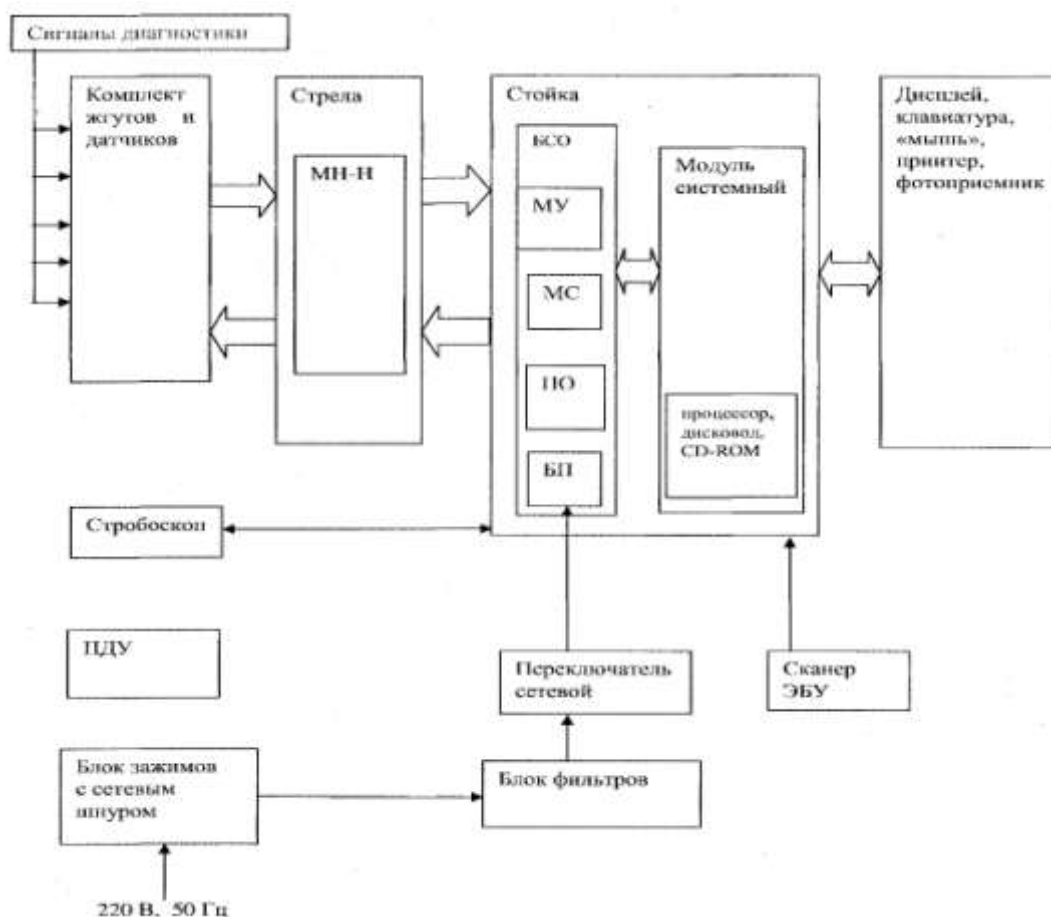 Сигналы диагностики
Комплект
жгутов и
датчиков
Стрела
МН-Н
Стойка
БСО
МУ
МС
ПО
БП
Модуль
системный
процессор,
дисковод,
CD-ROM
Дисплей,
клавиатура,
«мышь»,
принтер,
фотоприемник
Стробоскоп
ПДУ
Переключатель
сетевой
Сканер
ЭБУ
Блок зажимов
с сетевым
шнуром
Блок фильтров
220 В, 50 Гц